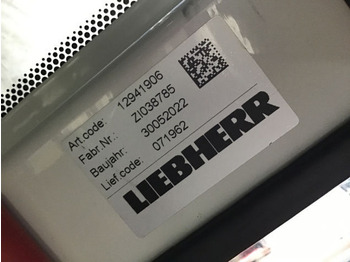 Art.code: 12941906
Fabr.Nr.: ZI038785
Baujahr: 30052022
Lief.code: 071962
LIEBHERR